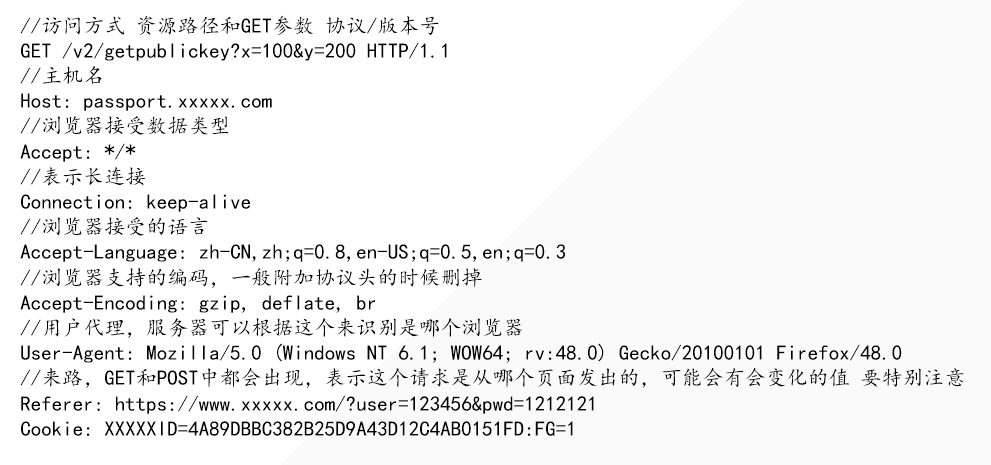 //访问方式 资源路径和GET参数 协议/版本号
GET /v2/getpublickey?x=100&y=200 HTTP/1.1
//主机名
Host: passport.xxxxx.com
//浏览器接受数据类型
Accept: */*
//表示长连接
Connection: keep-alive
//浏览器接受的语言
Accept-Language: zh-CN,zh;q=0.8,en-US;q=0.5,en;q=0.3
//浏览器支持的编码，一般附加协议头的时候删掉
Accept-Encoding: gzip, deflate, br
//用户代理，服务器可以根据这个来识别是哪个浏览器
User-Agent: Mozilla/5.0 (Windows NT 6.1; WOW64; rv:48.0) Gecko/20100101 Firefox/48.0
//来路，GET和POST中都会出现，表示这个请求是从哪个页面发出的，可能会有会变化的值 要特别注意
Referer: https://www.xxxxx.com/?user=123456&pwd=1212121
Cookie: XXXXXID=4A89DBBC382B25D9A43D12C4AB0151FD:FG=1